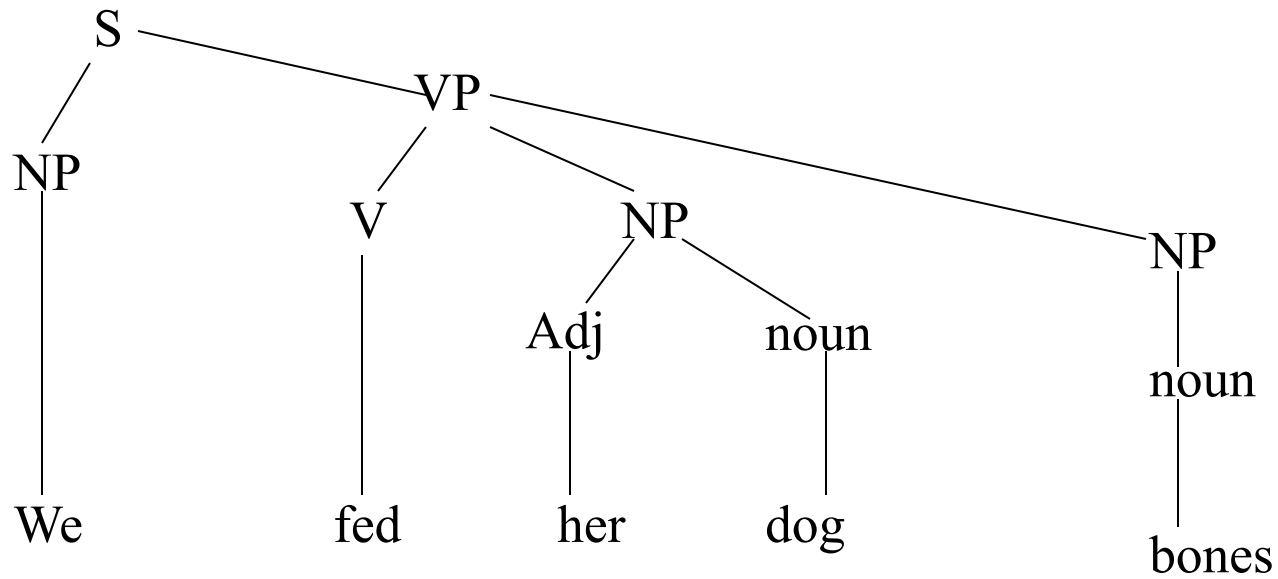 S
VP
NP
V NP
NP
Adj noun
noun
We fed her dog
bones